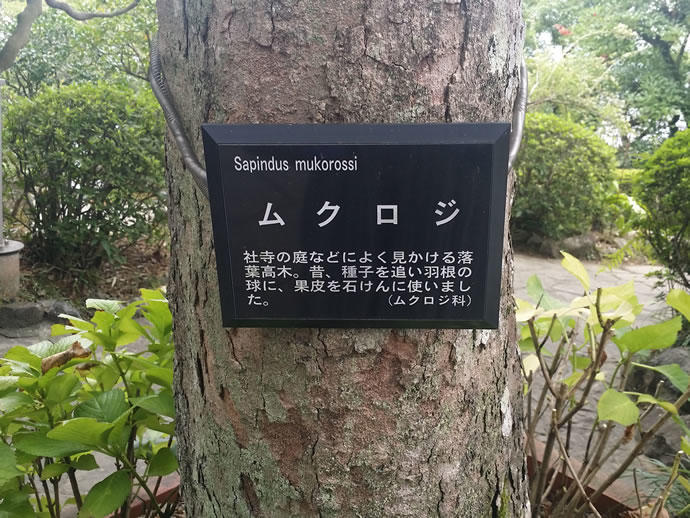 Sapindus mukorossi
ムクロジ
社寺の庭などによく見かける落
葉高木。昔、種子を追い羽根の
球に、果皮を石けんに使いまし
た。（ムクロジ科）